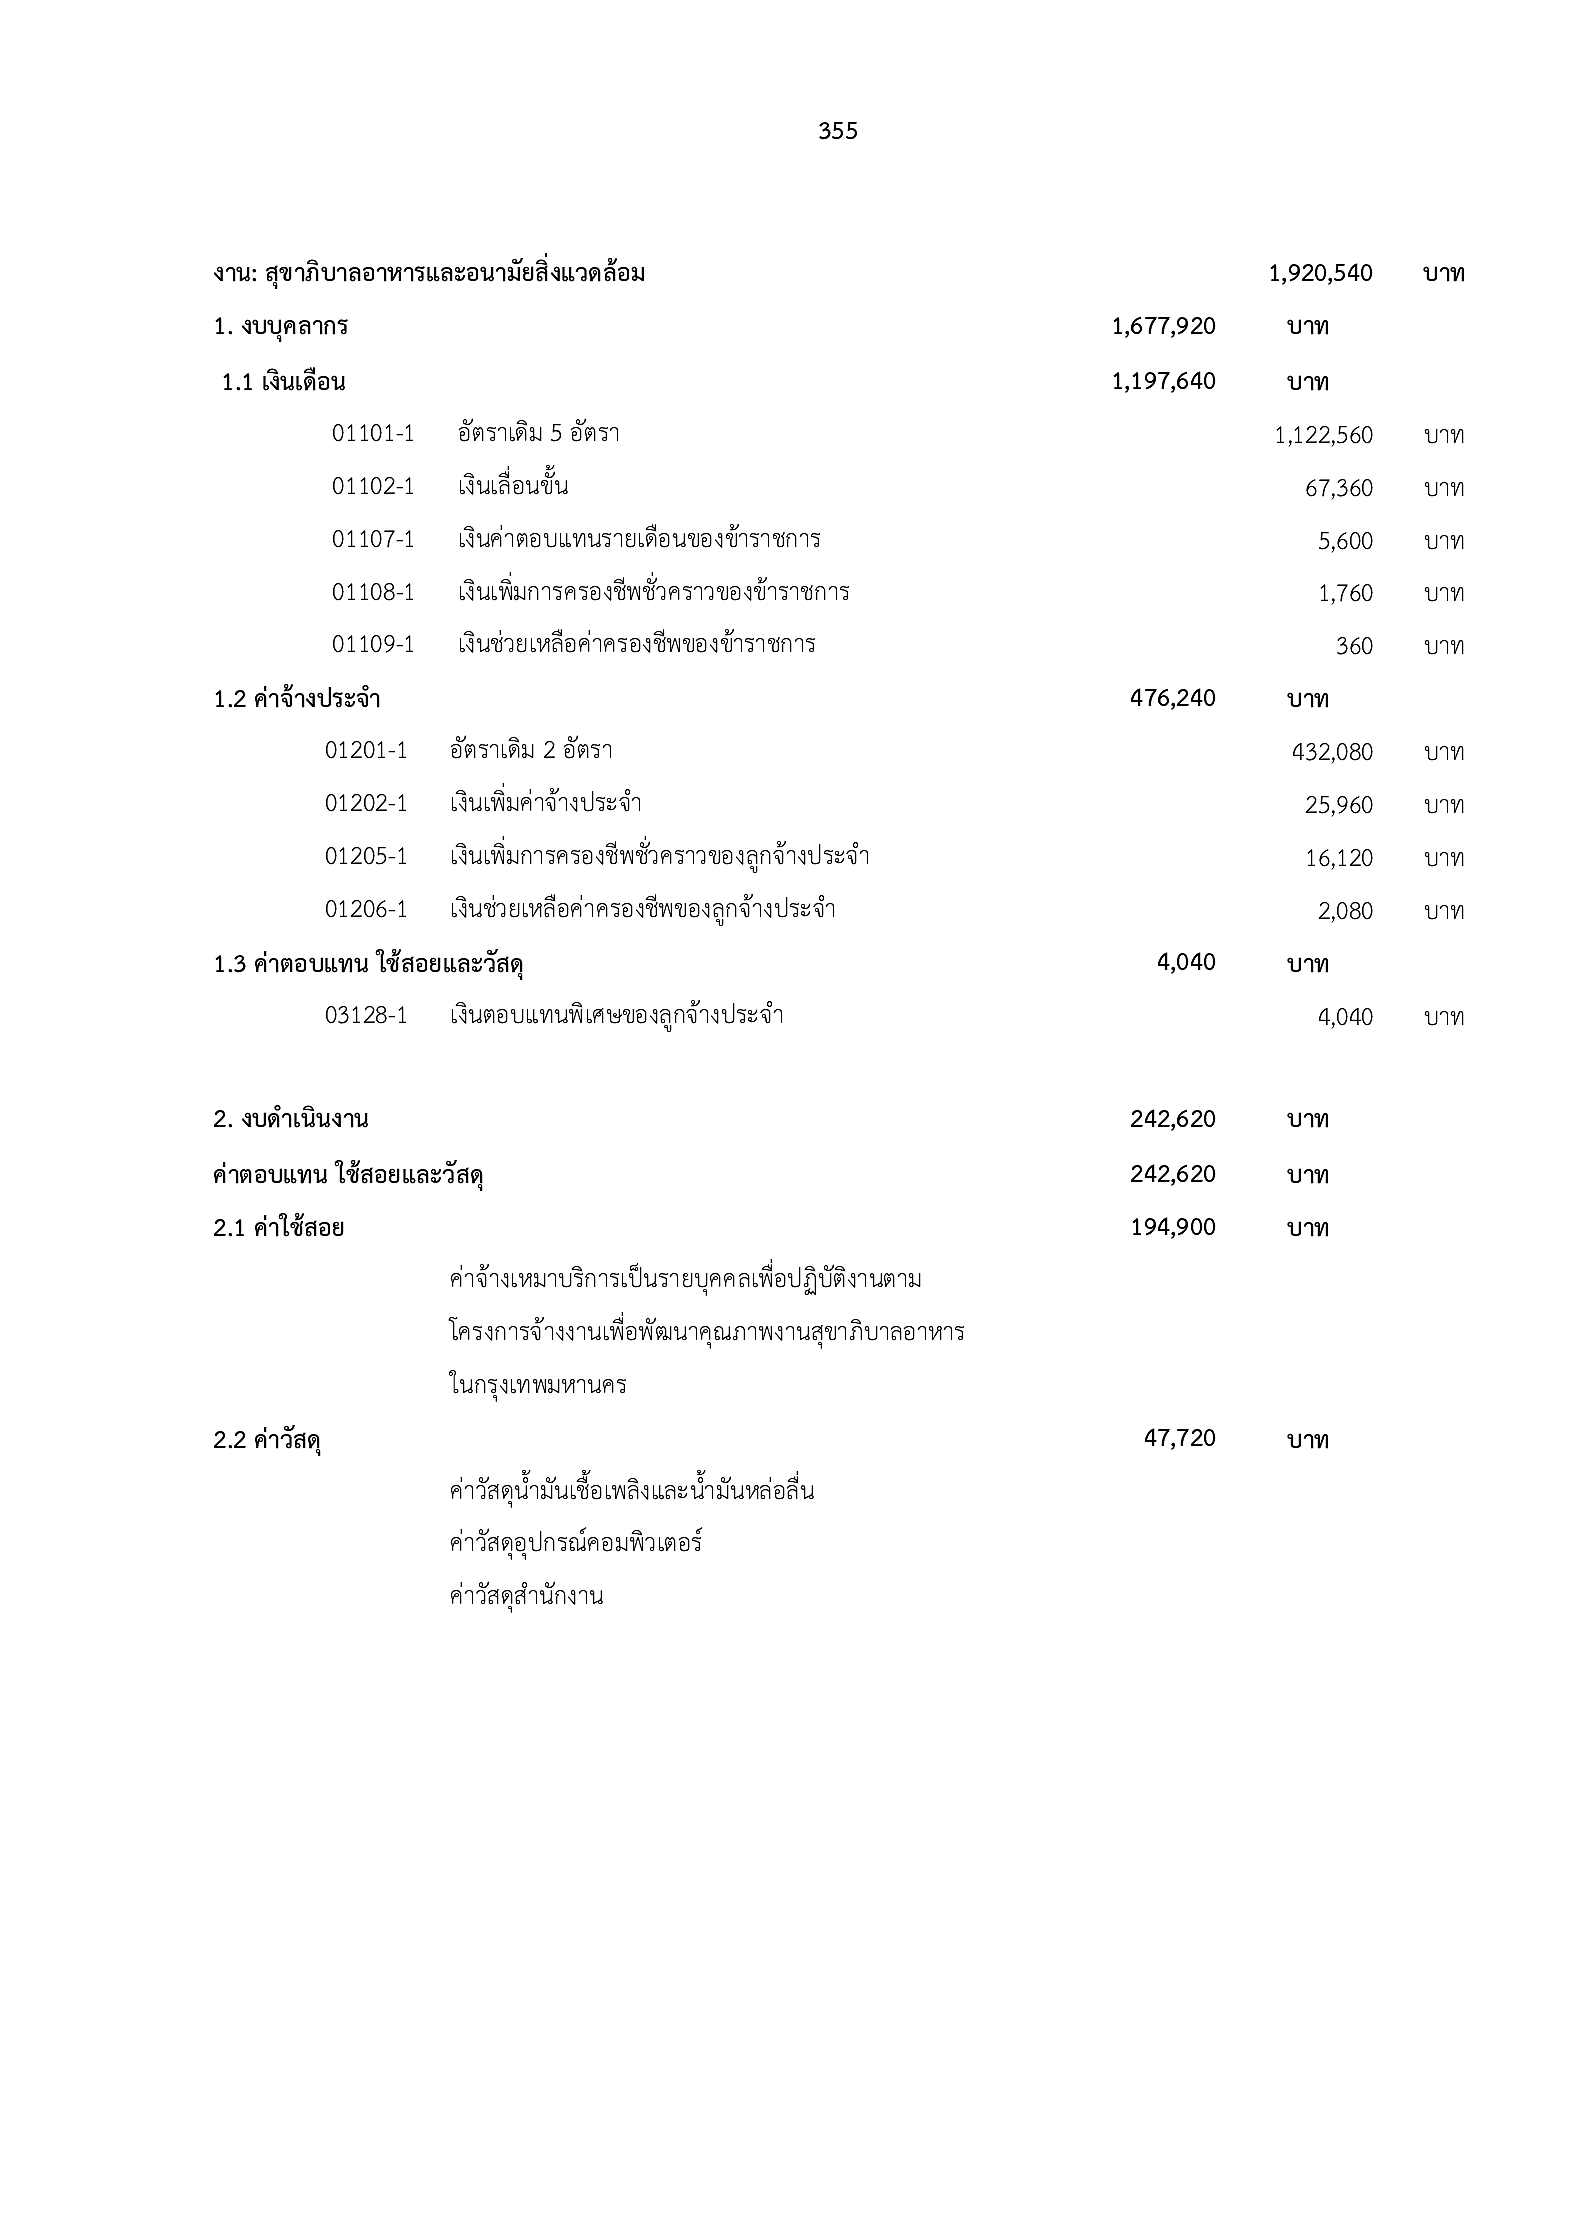 355
งาน: สุขาภิบาลอาหารและอนามัยสิ่งแวดล้อม 1,920,540 บาท
1. งบบุคลากร 1,677,920 บาท
1.1 เงินเดือน 1,197,640 บาท
01101-1 อัตราเดิม 5 อัตรา 1,122,560 บาท
01102-1 เงินเลื่อนขั้น 67,360 บาท
01107-1 เงินค่าตอบแทนรายเดือนของข้าราชการ 5,600 บาท
01108-1 เงินเพิ่มการครองชีพชั่วคราวของข้าราชการ 1,760 บาท
01109-1 เงินช่วยเหลือค่าครองชีพของข้าราชการ 360 บาท
1.2 ค่าจ้างประจำ 476,240 บาท
01201-1 อัตราเดิม 2 อัตรา 432,080 บาท
01202-1 เงินเพิ่มค่าจ้างประจำ 25,960 บาท
01205-1 เงินเพิ่มการครองชีพชั่วคราวของลูกจ้างประจำ 16,120 บาท
01206-1 เงินช่วยเหลือค่าครองชีพของลูกจ้างประจำ 2,080 บาท
1.3 ค่าตอบแทน ใช้สอยและวัสดุ 4,040 บาท
03128-1 เงินตอบแทนพิเศษของลูกจ้างประจำ 4,040 บาท
2. งบดำเนินงาน 242,620 บาท
ค่าตอบแทน ใช้สอยและวัสดุ 242,620 บาท
2.1 ค่าใช้สอย 194,900 บาท
ค่าจ้างเหมาบริการเป็นรายบุคคลเพื่อปฏิบัติงานตาม
โครงการจ้างงานเพื่อพัฒนาคุณภาพงานสุขาภิบาลอาหาร
ในกรุงเทพมหานคร
2.2 ค่าวัสดุ 47,720 บาท
ค่าวัสดุน้ำมันเชื้อเพลิงและน้ำมันหล่อลื่น
ค่าวัสดุอุปกรณ์คอมพิวเตอร์
ค่าวัสดุสำนักงาน